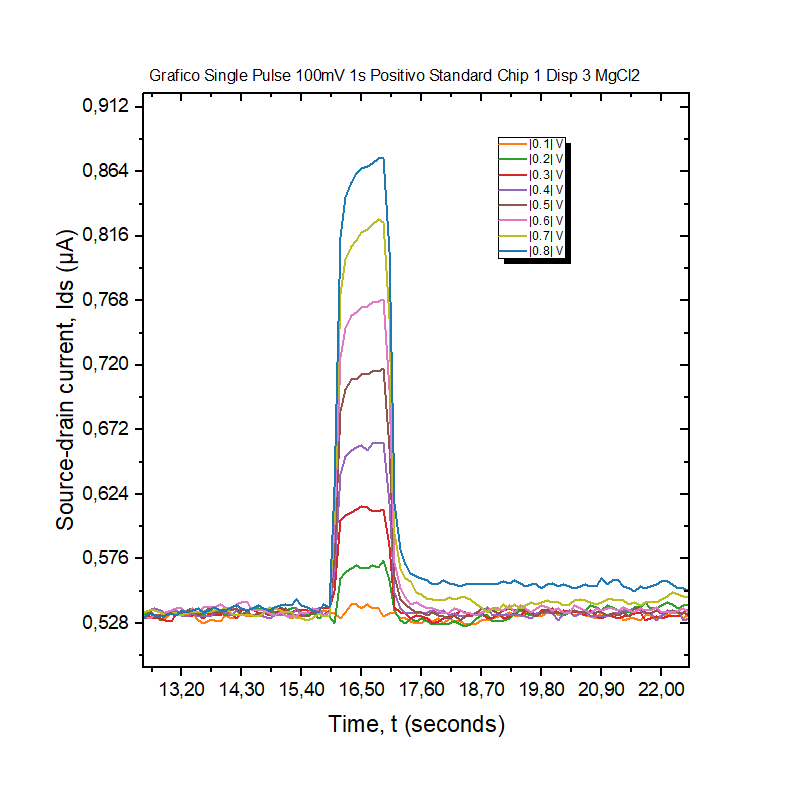 Grafico Single Pulse 100mV 1s Positivo Standard Chip 1 Disp 3 MgCl2
0,912
0,864
0,816
0,768
0,720
0,672
0,624
0,576
0,528
Source-drain current, Ids (µA)
|0.1| V
|0.2| V
|0.3| V
|0.4| V
|0.5| V
|0.6| V
|0.7| V
|0.8| V
13,20 14,30 15,40 16,50 17,60 18,70 19,80 20,90 22,00
Time, t (seconds)